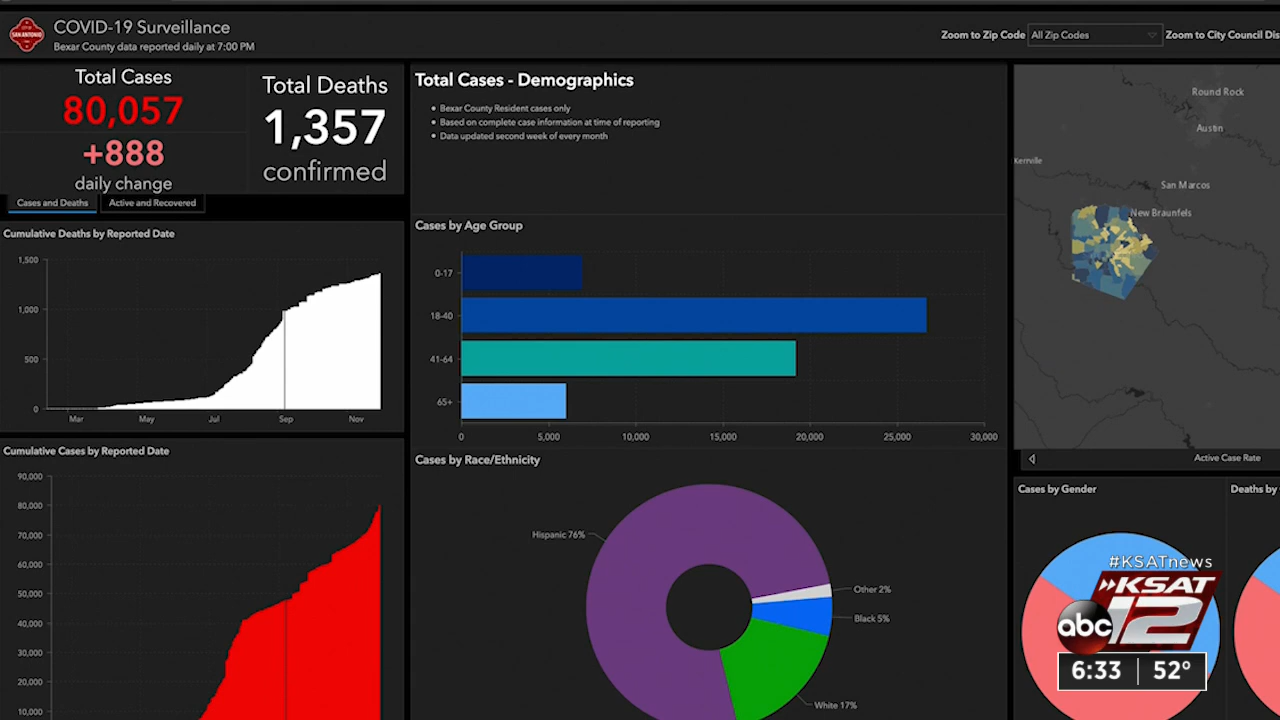 SAN ANTONIO
COVID-19 Surveillance
Bexar County data reported daily at 7:00 PM
Zoom to Zip Code
All Zip Codes
Zoom to City Council Dis
Total Cases
80,057
+888
daily change
Total Deaths
1,357
confirmed
Cases and Deaths
Active and Recovered
Cumulative Deaths by Reported Date
1,500
1,000
500
0
Mar
May
Jul
Sep
Nov
Cumulative Cases by Reported Date
90,000
80,000
70,000
60,000
50,000
40,000
30,000
20,000
10,000
Total Cases - Demographics
Bexar County Resident cases only
Based on complete case information at time of reporting
Data updated second week of every month
Cases by Age Group
0-17
18-40
41-64
65+
0
5,000
10,000
15,000
20,000
25,000
30,000
Cases by Race/Ethnicity
Hispanic 76%
Other 2%
Black 5%
White 17%
Round Rock
Austin
Kerrville
San Marcos
New Braunfels
Active Case Rate
Cases by Gender
Deaths by
#KSATnews
KSAT
abc 12
6:33 52°